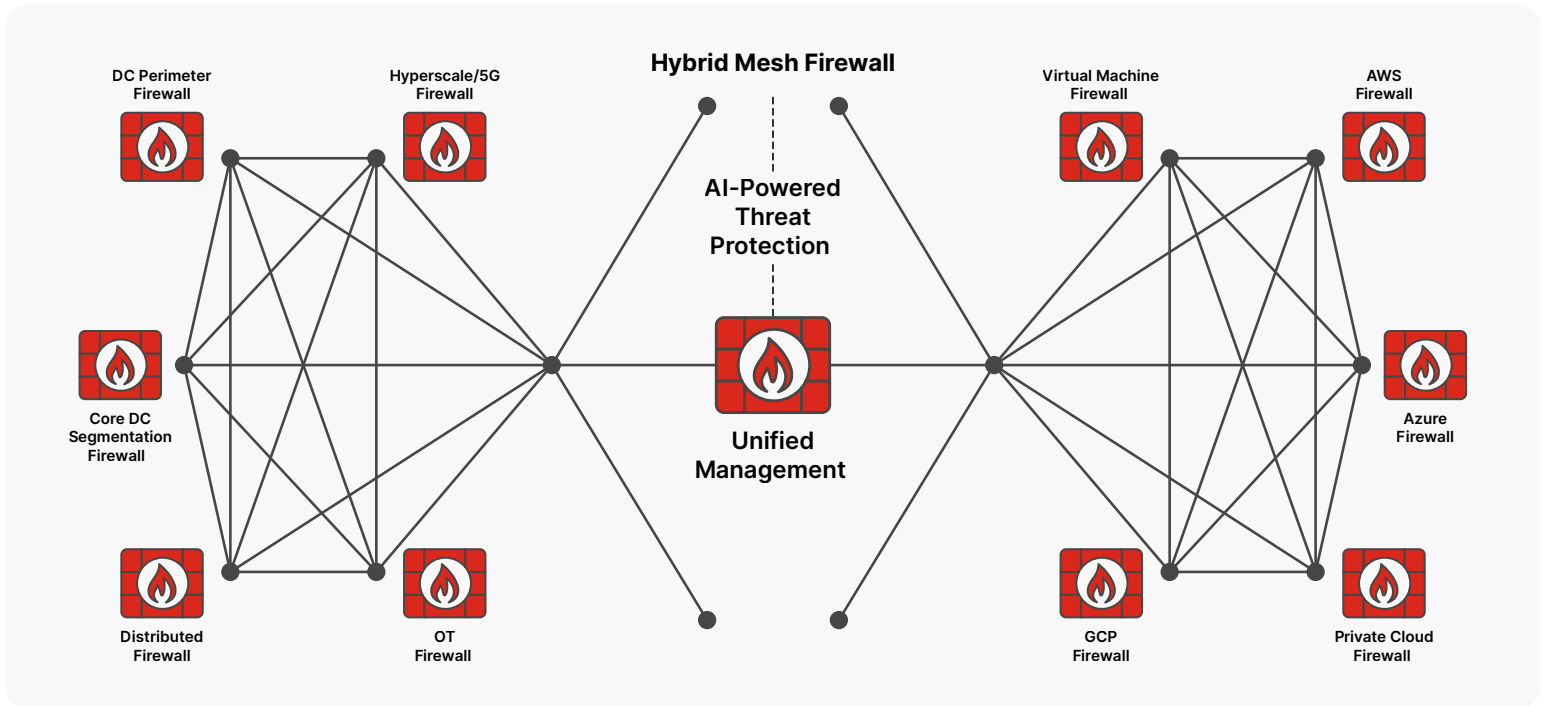 Hybrid Mesh Firewall
DC Perimeter
Firewall
Hyperscale/5G
Firewall
Virtual Machine
Firewall
AWS
Firewall
AI-Powered
Threat
Protection
Core DC
Segmentation
Firewall
Unified
Management
Azure
Firewall
Distributed
Firewall
OT
Firewall
GCP
Firewall
Private Cloud
Firewall